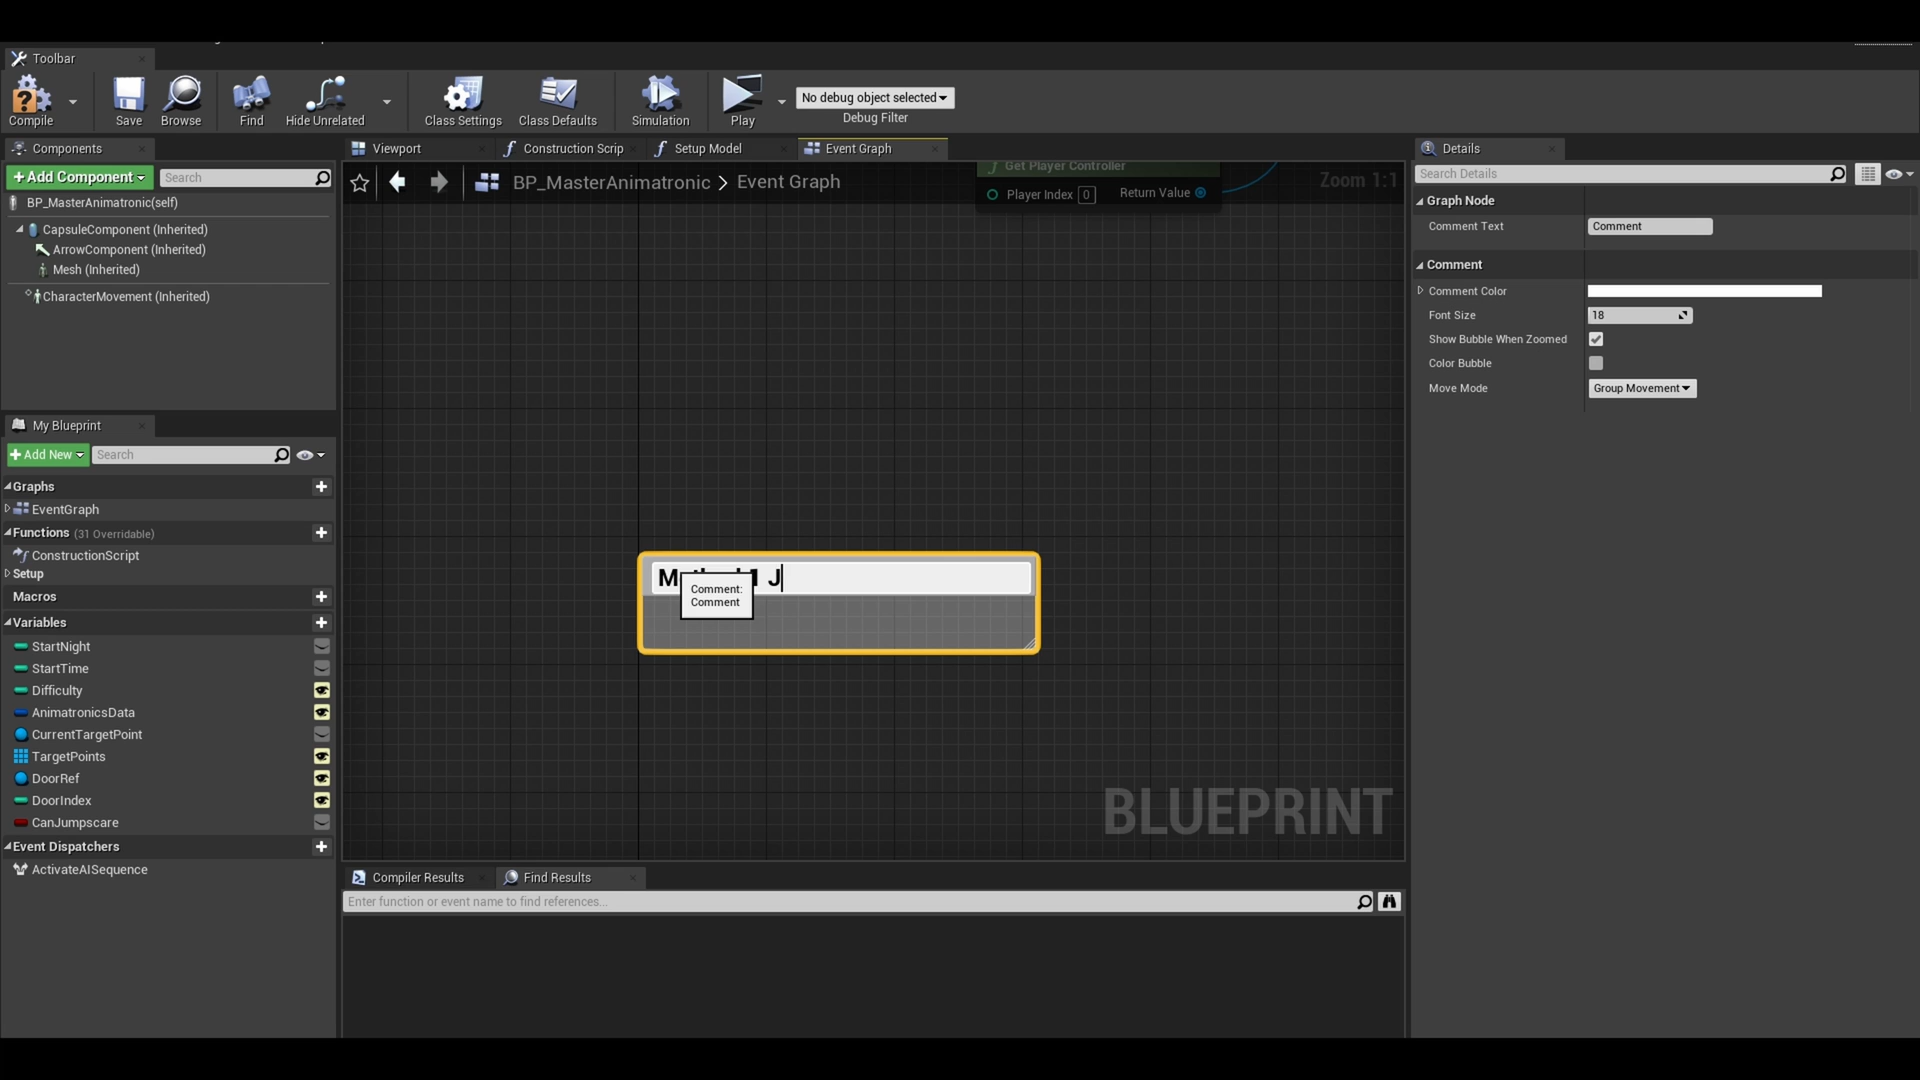 Toolbar
Compile
Save
Browse
Find
Hide Unrelated
Class Settings
Class Defaults
Simulation
Play
No debug object selected
Debug Filter
Components
+Add Component
Search
BP_MasterAnimatronic(self)
CapsuleComponent (Inherited)
ArrowComponent (Inherited)
Mesh (Inherited)
CharacterMovement (Inherited)
My Blueprint
+Add New
Search
Graphs
EventGraph
Functions (31 Overridable)
ConstructionScript
Setup
Macros
Variables
StartNight
StartTime
Difficulty
AnimatronicsData
CurrentTargetPoint
TargetPoints
DoorRef
DoorIndex
CanJumpscare
Event Dispatchers
ActivateAISequence
Viewport
Construction Scrip
Setup Model
Event Graph
BP_MasterAnimatronic > Event Graph
Zoom 1:1
Get Player Controller
Player Index 0
Return Value
J
Comment:
Comment
BLUEPRINT
Compiler Results
Find Results
Enter function or event name to find references...
Details
Search Details
Graph Node
Comment Text
Comment
Comment
Comment Color
Font Size
18
Show Bubble When Zoomed
Color Bubble
Move Mode
Group Movement